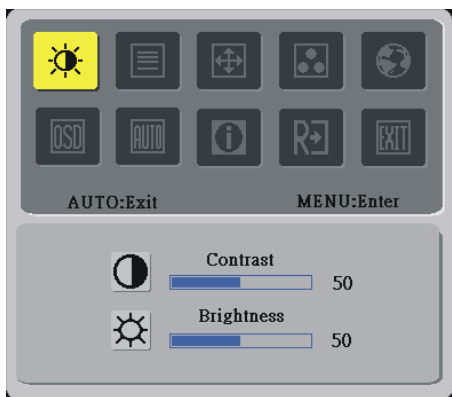 OSD AUTO i R EXIT
AUTO:Exit MENU:Enter
Contrast
50
Brightness
50